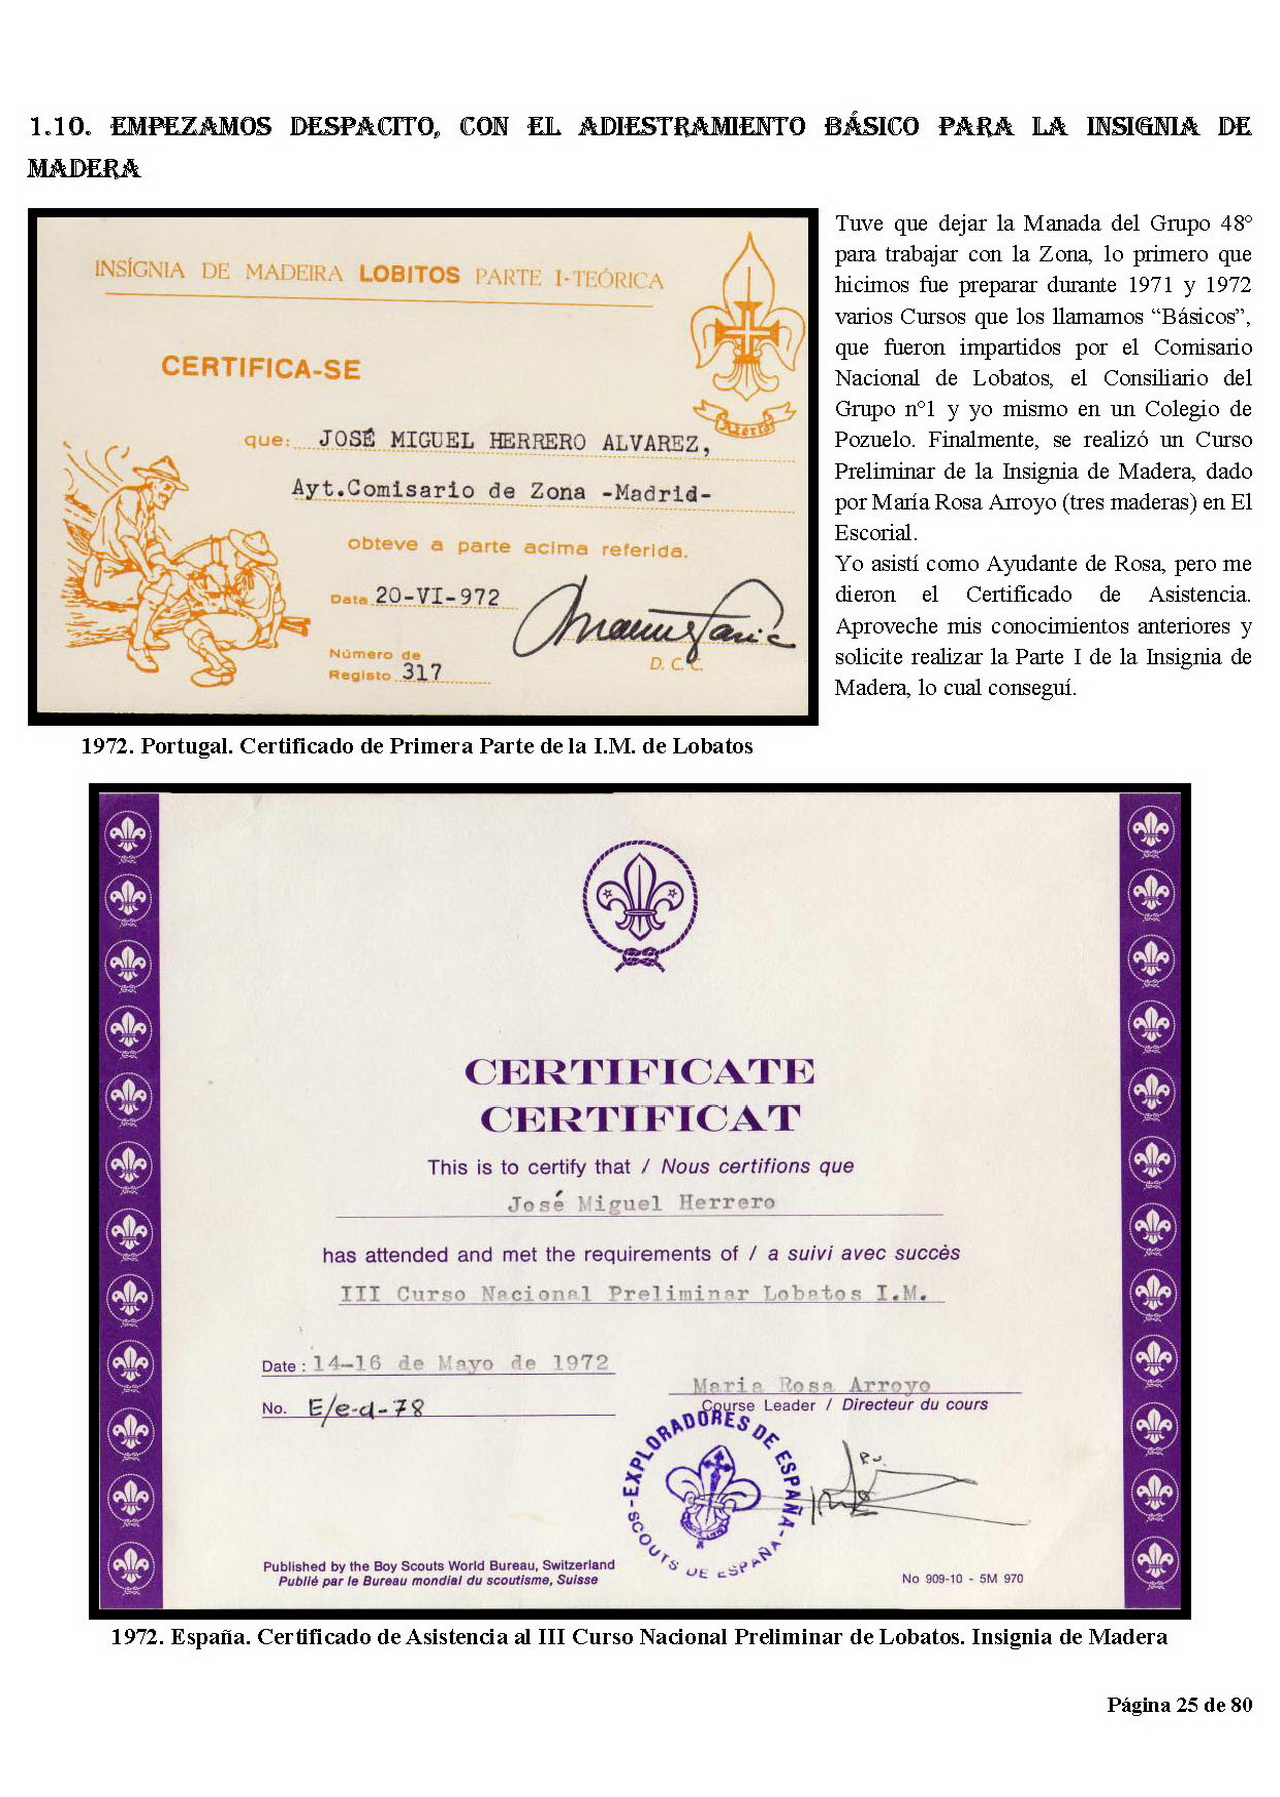 1.10. EMPEZAMOS DESPACITO, CON EL ADIESTRAMIENTO BÁSICO PARA LA INSIGNIA DE
MADERA
INSÍGNIA DE MADEIRA LOBITOS PARTE I-TEÓRICA
CERTIFICA-SE
que: JOSÉ MIGUEL HERRERO ALVAREZ,
Ayt.Comisario de Zona -Madrid-
obteve a parte acima referida.
Data 20-VI-972
Número de
Registo 317
D. C. C.
Alerta
Tuve que dejar la Manada del Grupo 48º
para trabajar con la Zona, lo primero que
hicimos fue preparar durante 1971 y 1972
varios Cursos que los llamamos “Básicos”,
que fueron impartidos por el Comisario
Nacional de Lobatos, el Consiliario del
Grupo nº1 y yo mismo en un Colegio de
Pozuelo. Finalmente, se realizó un Curso
Preliminar de la Insignia de Madera, dado
por María Rosa Arroyo (tres maderas) en El
Escorial.
Yo asistí como Ayudante de Rosa, pero me
dieron el Certificado de Asistencia.
Aproveche mis conocimientos anteriores y
solicite realizar la Parte I de la Insignia de
Madera, lo cual conseguí.
1972. Portugal. Certificado de Primera Parte de la I.M. de Lobatos
CERTIFICATE
CERTIFICAT
This is to certify that / Nous certifions que
José Miguel Herrero
has attended and met the requirements of / a suivi avec succès
III Curso Nacional Preliminar Lobatos I.M.
Date : 14-16 de Mayo de 1972
No. E/e-d-78
Maria Rosa Arroyo
Course Leader / Directeur du cours
-EXPLORADORES DE ESPAÑA-
SCOUTS DE ESPAÑA
Published by the Boy Scouts World Bureau, Switzerland
Publié par le Bureau mondial du scoutisme, Suisse
No 909-10 - 5M 970
1972. España. Certificado de Asistencia al III Curso Nacional Preliminar de Lobatos. Insignia de Madera
Página 25 de 80